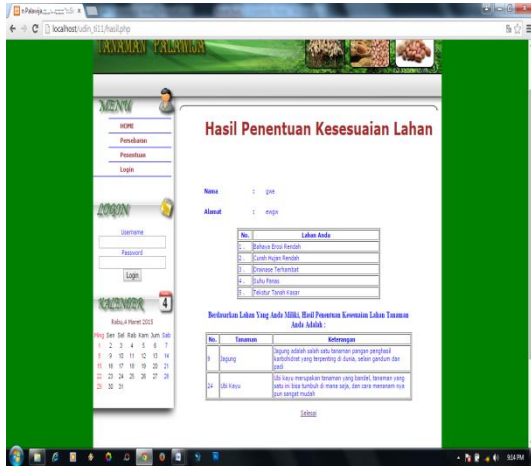 localhost/udin_ti11/hasil.php
TANAMAN PALAWIJA
MENU
HOME
Persebaran
Penentuan
Login
LOGIN
Username
Password
Login
KALENDER
4
Rabu,4 Maret 2015
Ming Sen Sel Rab Kam Jum Sab
1 2 3 4 5 6 7
8 9 10 11 12 13 14
15 16 17 18 19 20 21
22 23 24 25 26 27 28
29 30 31
Hasil Penentuan Kesesuaian Lahan
Nama : gwe
Alamat :
No. Lahan Anda
1 . Bahaya Erosi Rendah
2 . Curah Hujan Rendah
3 . Drainase Terhambat
4 . Suhu Panas
5 . Tekstur Tanah Kasar
Berdasarkan Lahan Yang Anda Miliki, Hasil Penentuan Kesesuaian Lahan Tanaman
Anda Adalah :
No. Tanaman Keterangan
9 Jagung Jagung adalah salah satu tanaman pangan penghasil
karbohidrat yang terpenting di dunia, selain gandum dan
padi
24 Ubi Kayu Ubi kayu merupakan tanaman yang bandel, tanaman yang
satu ini bisa tumbuh di mana saja, dan cara menanam nya
pun sangat mudah
Selesai
9:14 PM